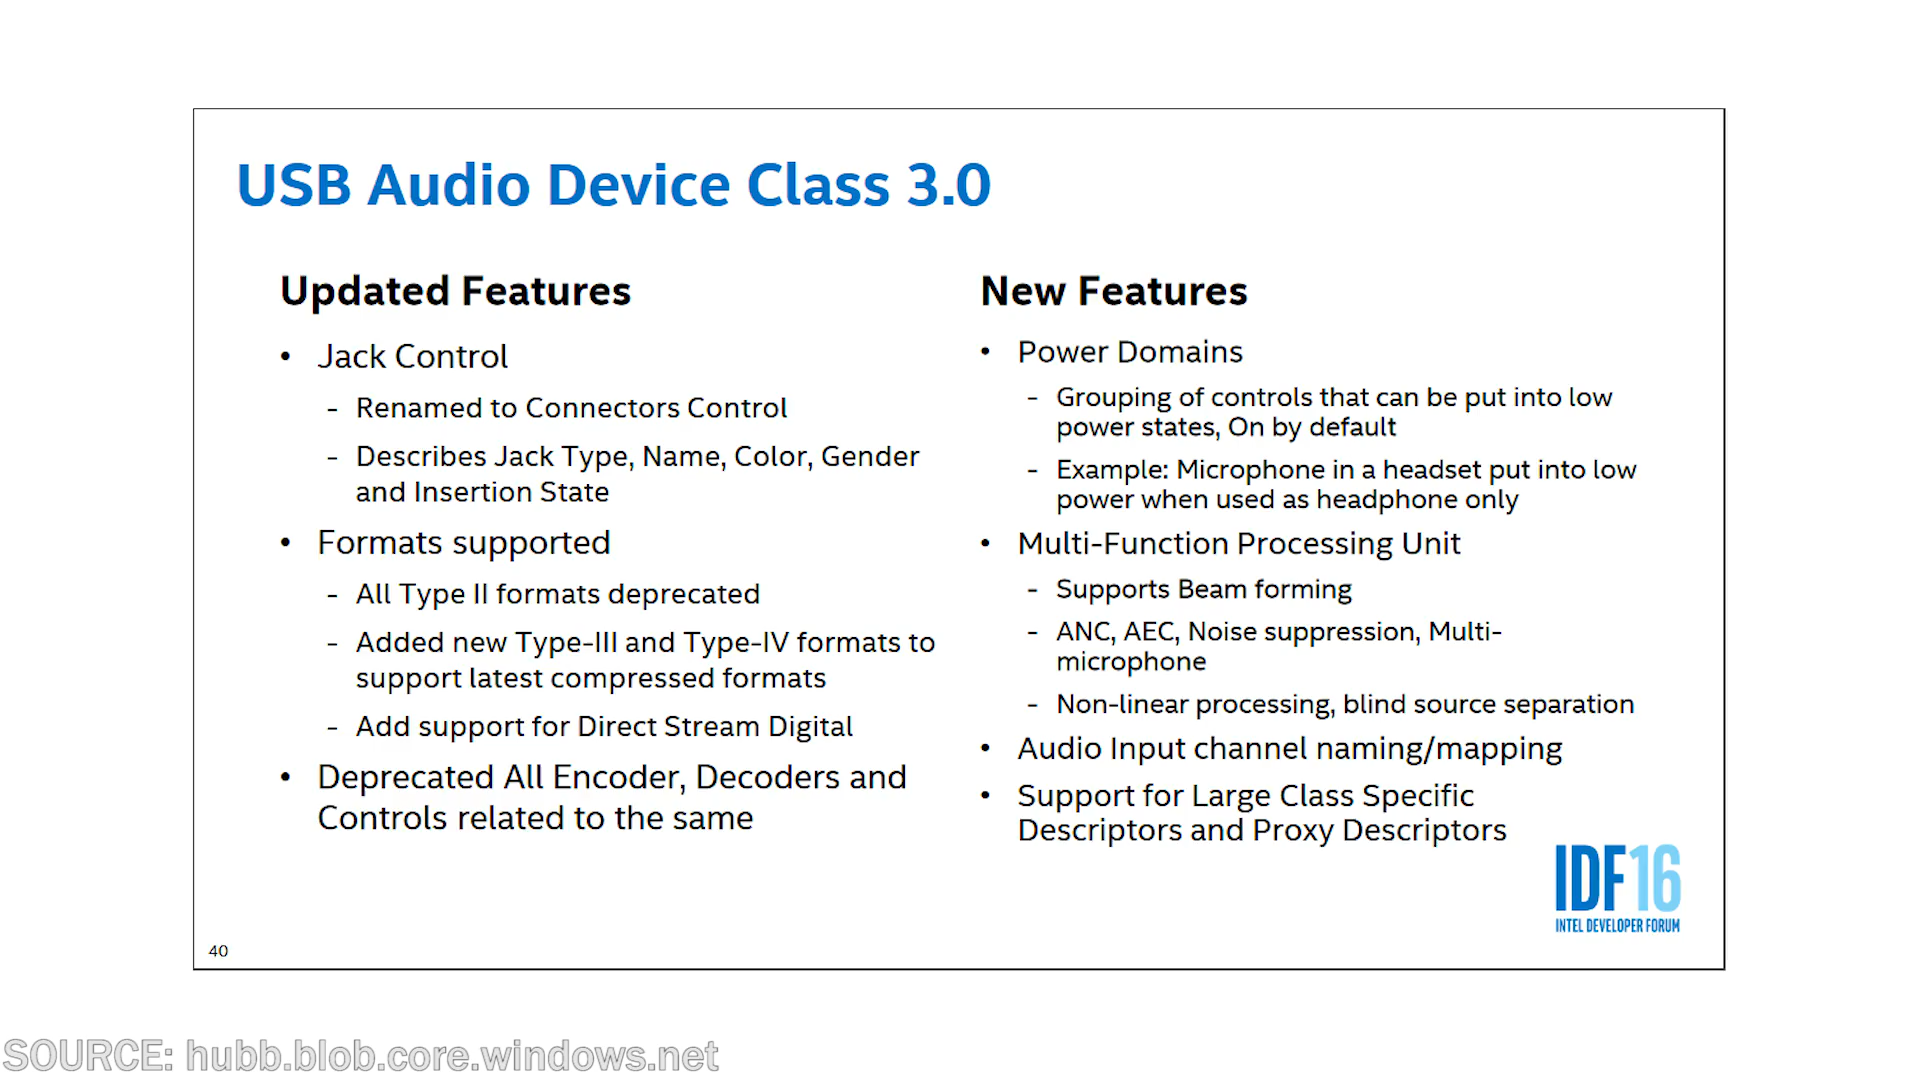 USB Audio Device Class 3.0
Updated Features
• Jack Control
- Renamed to Connectors Control
- Describes Jack Type, Name, Color, Gender
and Insertion State
• Formats supported
- All Type II formats deprecated
- Added new Type-III and Type-IV formats to
support latest compressed formats
- Add support for Direct Stream Digital
• Deprecated All Encoder, Decoders and
Controls related to the same
New Features
• Power Domains
- Grouping of controls that can be put into low
power states, On by default
- Example: Microphone in a headset put into low
power when used as headphone only
• Multi-Function Processing Unit
- Supports Beam forming
- ANC, AEC, Noise suppression, Multi-
microphone
- Non-linear processing, blind source separation
• Audio Input channel naming/mapping
• Support for Large Class Specific
Descriptors and Proxy Descriptors
IDF16
INTEL DEVELOPER FORUM
40
SOURCE: hubb.blob.core.windows.net